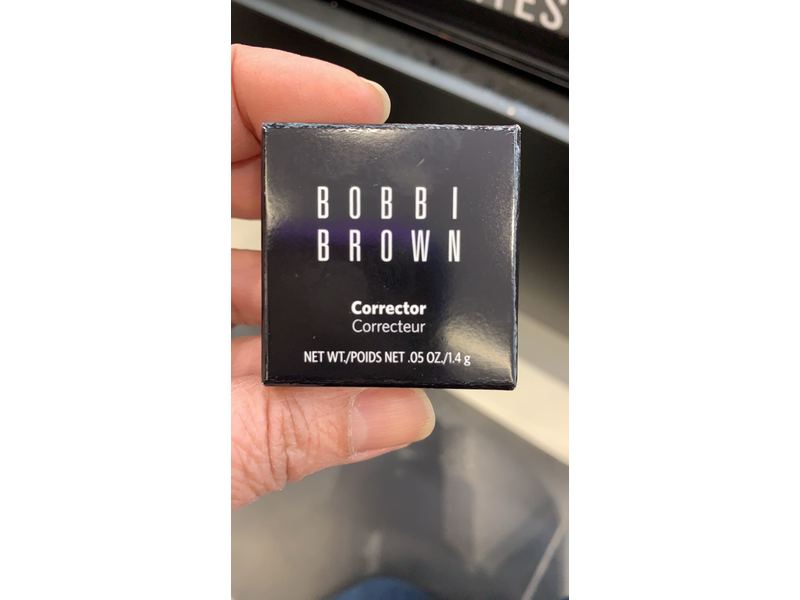 BOBBI
BROWN
Corrector
Correcteur
NET WT./POIDS NET .05 OZ./1.4 g